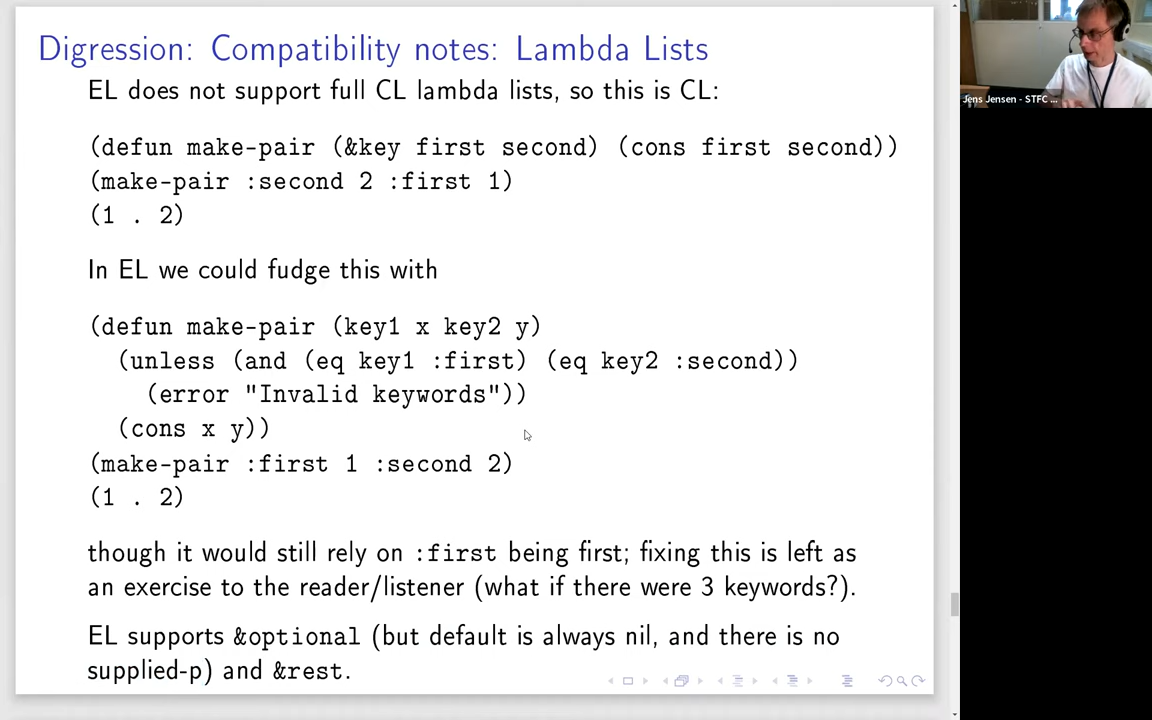 Digression: Compatibility notes: Lambda Lists
EL does not support full CL lambda lists, so this is CL:
(defun make-pair (&key first second) (cons first second))
(make-pair :second 2 :first 1)
(1 . 2)
In EL we could fudge this with
(defun make-pair (key1 x key2 y)
(unless (and (eq key1 :first) (eq key2 :second))
(error "Invalid keywords"))
(cons x y))
(make-pair :first 1 :second 2)
(1 . 2)
though it would still rely on :first being first; fixing this is left as
an exercise to the reader/listener (what if there were 3 keywords?).
EL supports &optional (but default is always nil, and there is no
supplied-p) and &rest.
Jens Jensen - STFC ...